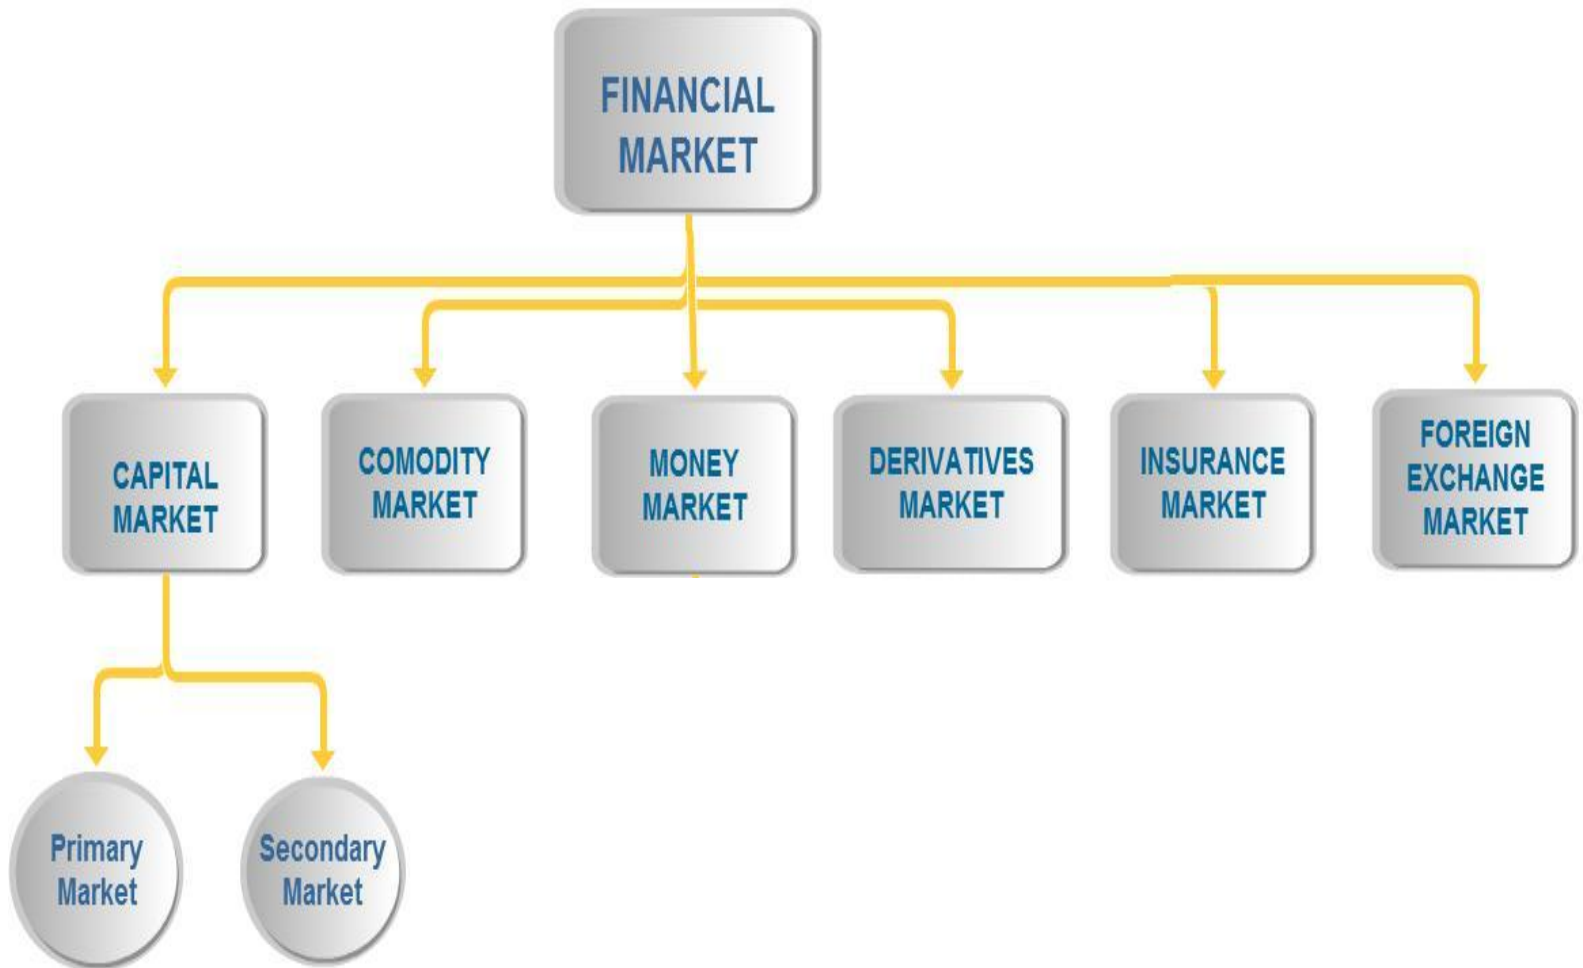 FINANCIAL
MARKET
CAPITAL
MARKET
COMODITY
MARKET
MONEY
MARKET
DERIVATIVES
MARKET
INSURANCE
MARKET
FOREIGN
EXCHANGE
MARKET
Primary
Market
Secondary
Market